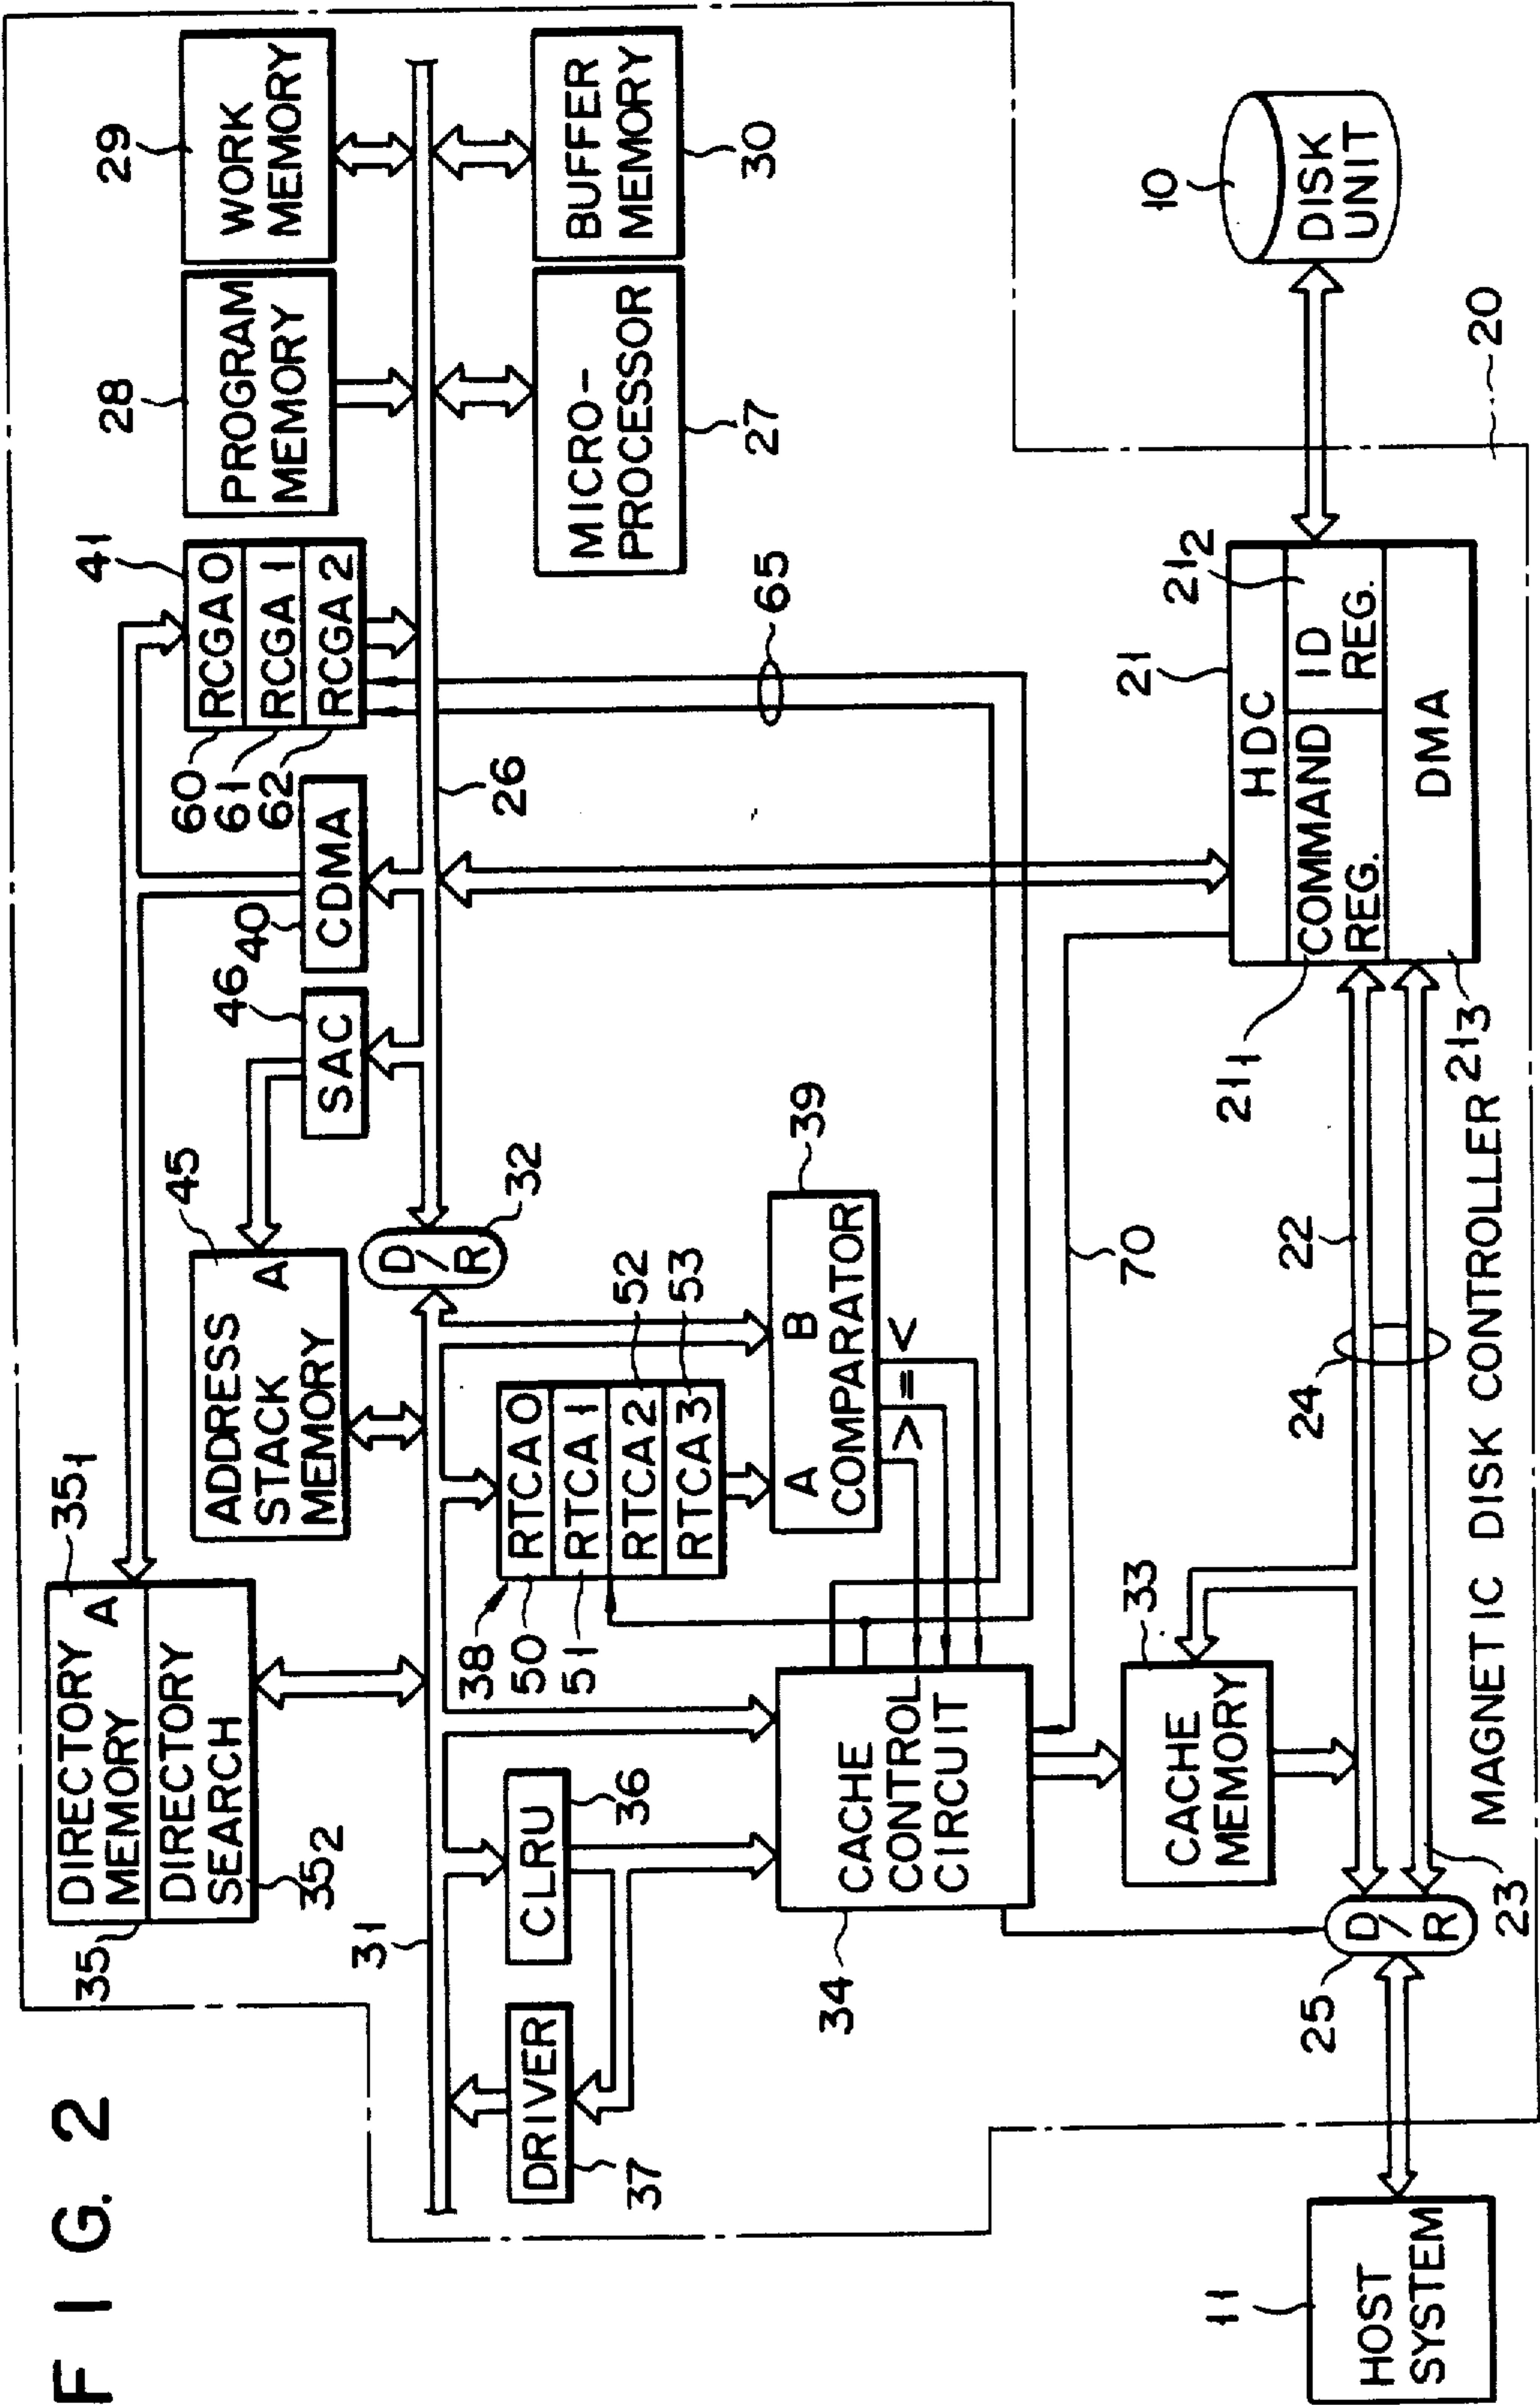 FIG. 2
35
DIRECTORY
MEMORY
A
35₁
DIRECTORY
SEARCH
35₂
45
ADDRESS
STACK
MEMORY
A
46
SAC
40
CDMA
41
RCGA 0
RCGA 1
RCGA 2
60
61
62
28
PROGRAM
MEMORY
29
WORK
MEMORY
31
D/R
32
26
DRIVER
37
CLRU
36
38
50
51
RTCA 0
RTCA 1
RTCA 2
RTCA 3
52
53
A
B
COMPARATOR
39
> = <
65
MICRO-
PROCESSOR
27
BUFFER
MEMORY
30
34
CACHE
CONTROL
CIRCUIT
70
33
CACHE
MEMORY
11
HOST
SYSTEM
25
D/R
23
24
22
21
HDC
21₁
COMMAND
REG.
21₂
ID
REG.
DMA
21₃
10
DISK
UNIT
MAGNETIC DISK CONTROLLER
20